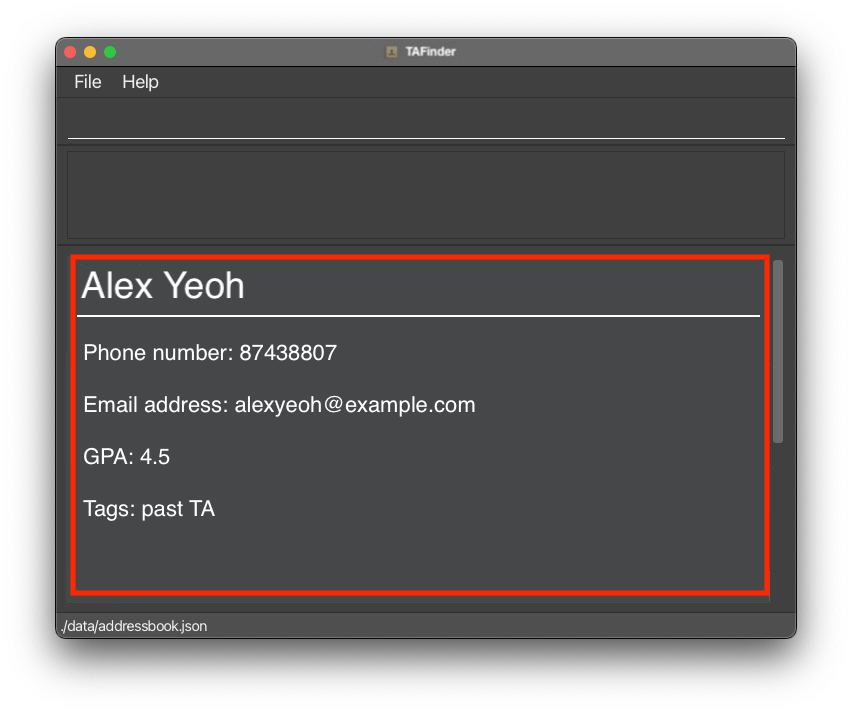 TAFinder
File Help
Alex Yeoh
Phone number: 87438807
Email address: alexyeoh@example.com
GPA: 4.5
Tags: past TA
./data/addressbook.json